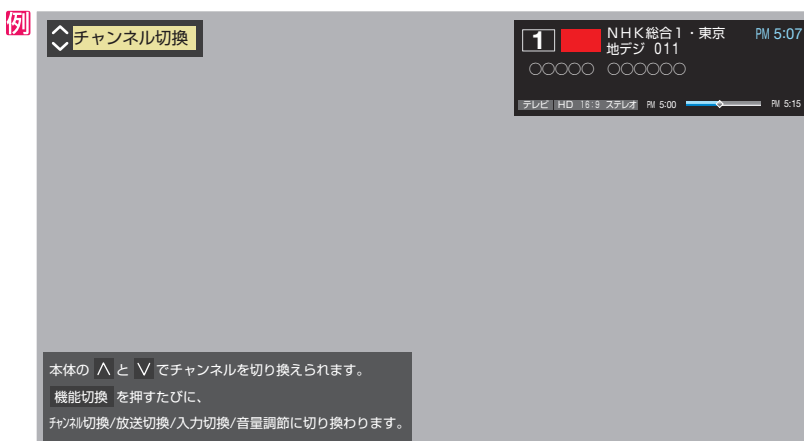 例
チャンネル切換
1 NHK総合1・東京 PM 5:07
地デジ 011
○○○○○ ○○○○○○
テレビ HD 16:9 ステレオ PM 5:00 PM 5:15
本体の ∧ と ∨ でチャンネルを切り換えられます。
機能切換 を押すたびに、
ﾁｬﾝﾈﾙ切換/放送切換/入力切換/音量調節に切り換わります。